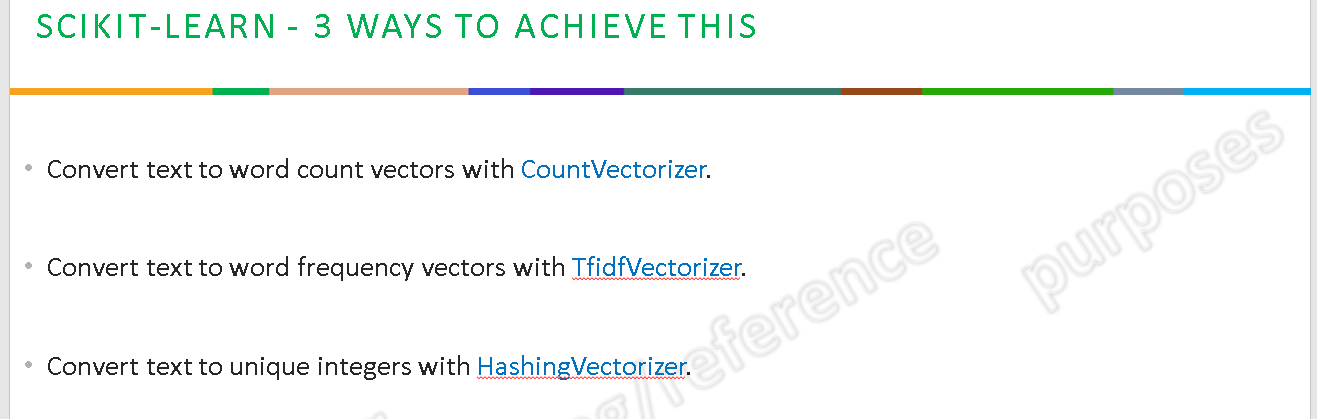 SCIKIT-LEARN - 3 WAYS TO ACHIEVE THIS
• Convert text to word count vectors with CountVectorizer.
• Convert text to word frequency vectors with TfidfVectorizer.
• Convert text to unique integers with HashingVectorizer.
/reference
purposes